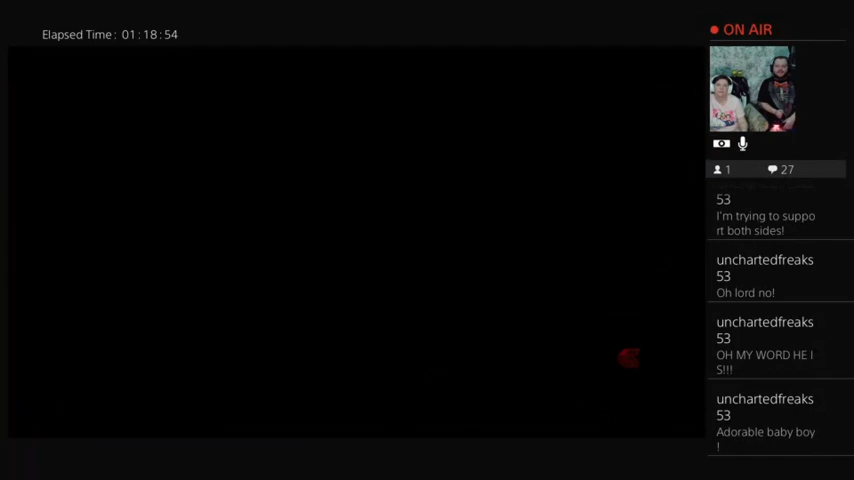 Elapsed Time: 01:18:54
ON AIR
1
27
53
I'm trying to suppo
rt both sides!
unchartedfreaks
53
Oh lord no!
unchartedfreaks
53
OH MY WORD HE I
S!!!
unchartedfreaks
53
Adorable baby boy
!